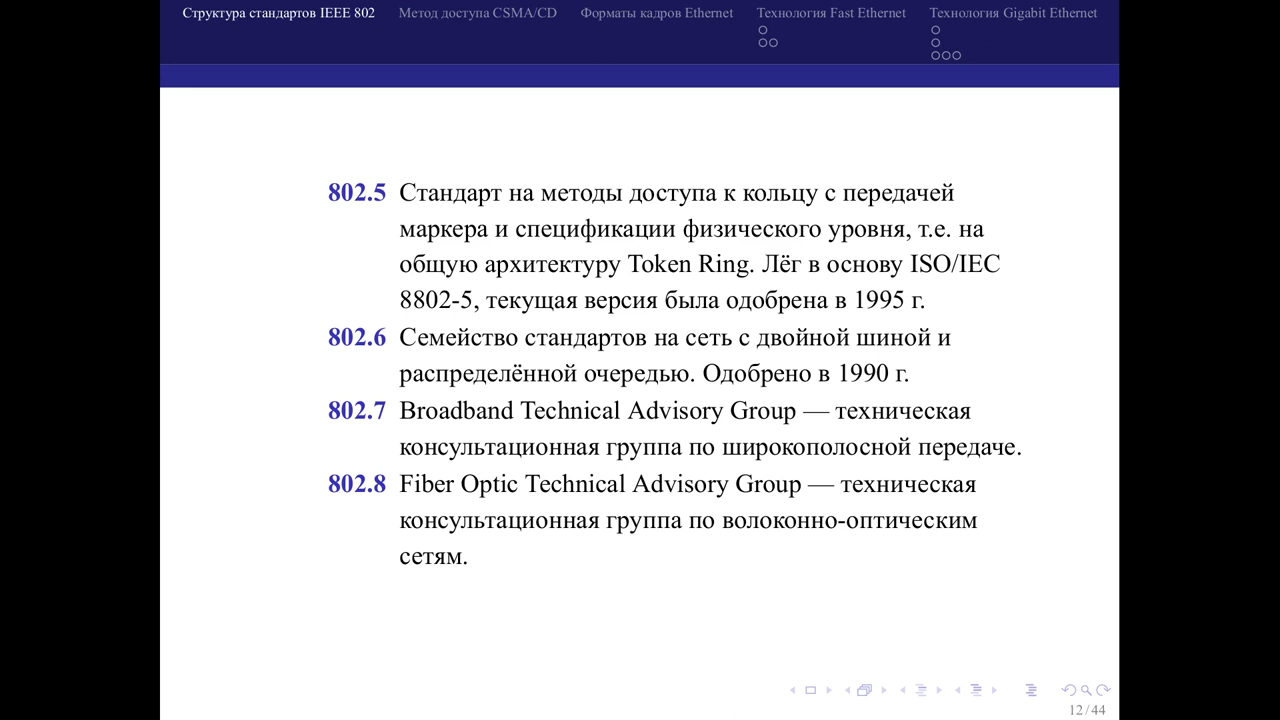 Структура стандартов IEEE 802 Метод доступа CSMA/CD Форматы кадров Ethernet Технология Fast Ethernet Технология Gigabit Ethernet
802.5 Стандарт на методы доступа к кольцу с передачей
маркера и спецификации физического уровня, т.е. на
общую архитектуру Token Ring. Лёг в основу ISO/IEC
8802-5, текущая версия была одобрена в 1995 г.
802.6 Семейство стандартов на сеть с двойной шиной и
распределённой очередью. Одобрено в 1990 г.
802.7 Broadband Technical Advisory Group — техническая
консультационная группа по широкополосной передаче.
802.8 Fiber Optic Technical Advisory Group — техническая
консультационная группа по волоконно-оптическим
сетям.
12/44